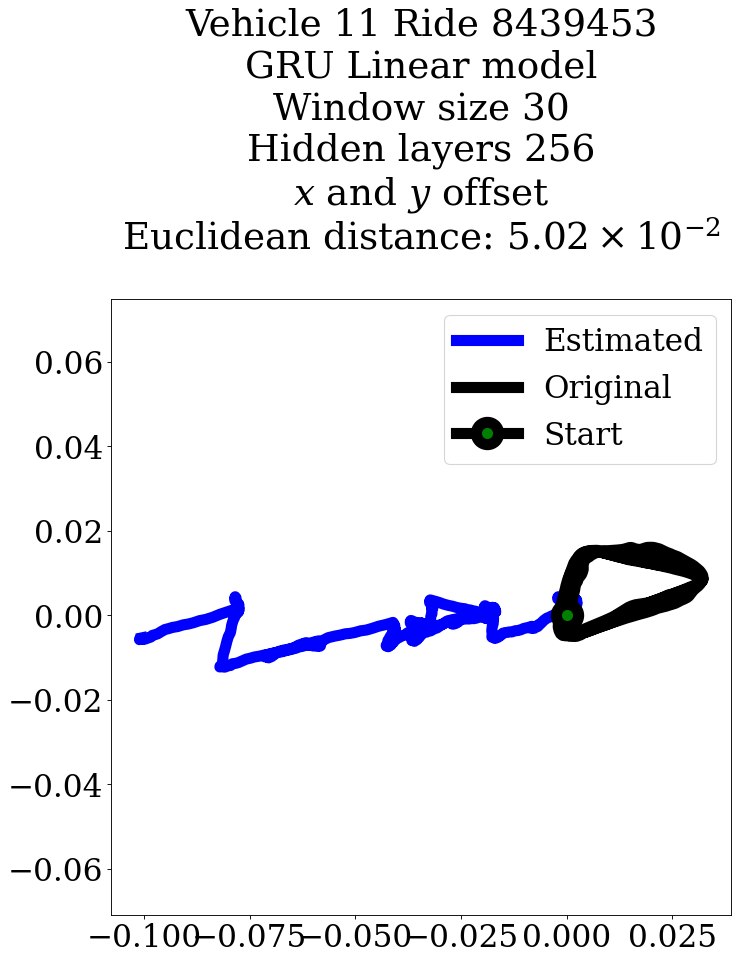 Vehicle 11 Ride 8439453
GRU Linear model
Window size 30
Hidden layers 256
x and y offset
Euclidean distance: 5.02 × 10⁻²
Estimated
Original
Start
0.06
0.04
0.02
0.00
−0.02
−0.04
−0.06
−0.100 −0.075 −0.050 −0.025 0.000 0.025